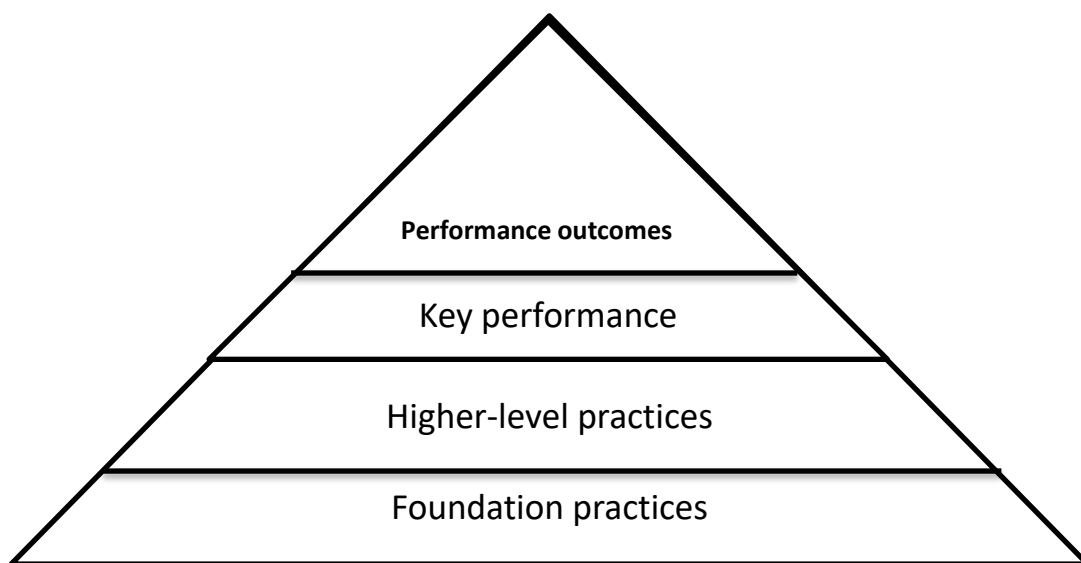 Performance outcomes
Key performance
Higher-level practices
Foundation practices